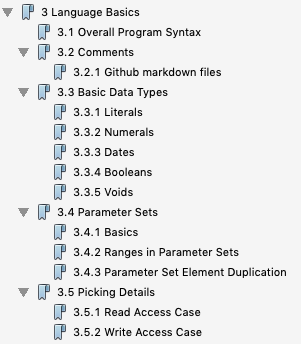 3 Language Basics
3.1 Overall Program Syntax
3.2 Comments
3.2.1 Github markdown files
3.3 Basic Data Types
3.3.1 Literals
3.3.2 Numerals
3.3.3 Dates
3.3.4 Booleans
3.3.5 Voids
3.4 Parameter Sets
3.4.1 Basics
3.4.2 Ranges in Parameter Sets
3.4.3 Parameter Set Element Duplication
3.5 Picking Details
3.5.1 Read Access Case
3.5.2 Write Access Case